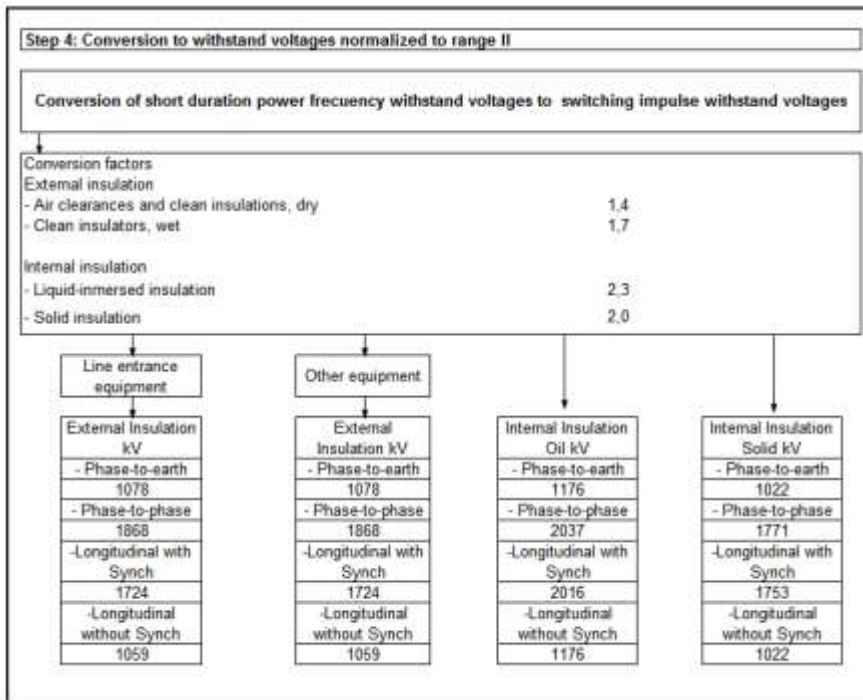 Step 4: Conversion to withstand voltages normalized to range II
Conversion of short duration power frecuency withstand voltages to switching impulse withstand voltages
Conversion factors
External insulation
- Air clearances and clean insulations, dry 1,4
- Clean insulators, wet 1,7
Internal insulation
- Liquid-inmersed insulation 2,3
- Solid insulation 2,0
Line entrance
equipment
External Insulation
kV
- Phase-to-earth
1078
- Phase-to-phase
1868
-Longitudinal with
Synch
1724
-Longitudinal
without Synch
1059
Other equipment
External
Insulation kV
- Phase-to-earth
1078
- Phase-to-phase
1868
-Longitudinal with
Synch
1724
-Longitudinal
without Synch
1059
Internal Insulation
Oil kV
- Phase-to-earth
1176
- Phase-to-phase
2037
-Longitudinal with
Synch
2016
-Longitudinal
without Synch
1176
Internal Insulation
Solid kV
- Phase-to-earth
1022
- Phase-to-phase
1771
-Longitudinal with
Synch
1753
-Longitudinal
without Synch
1022